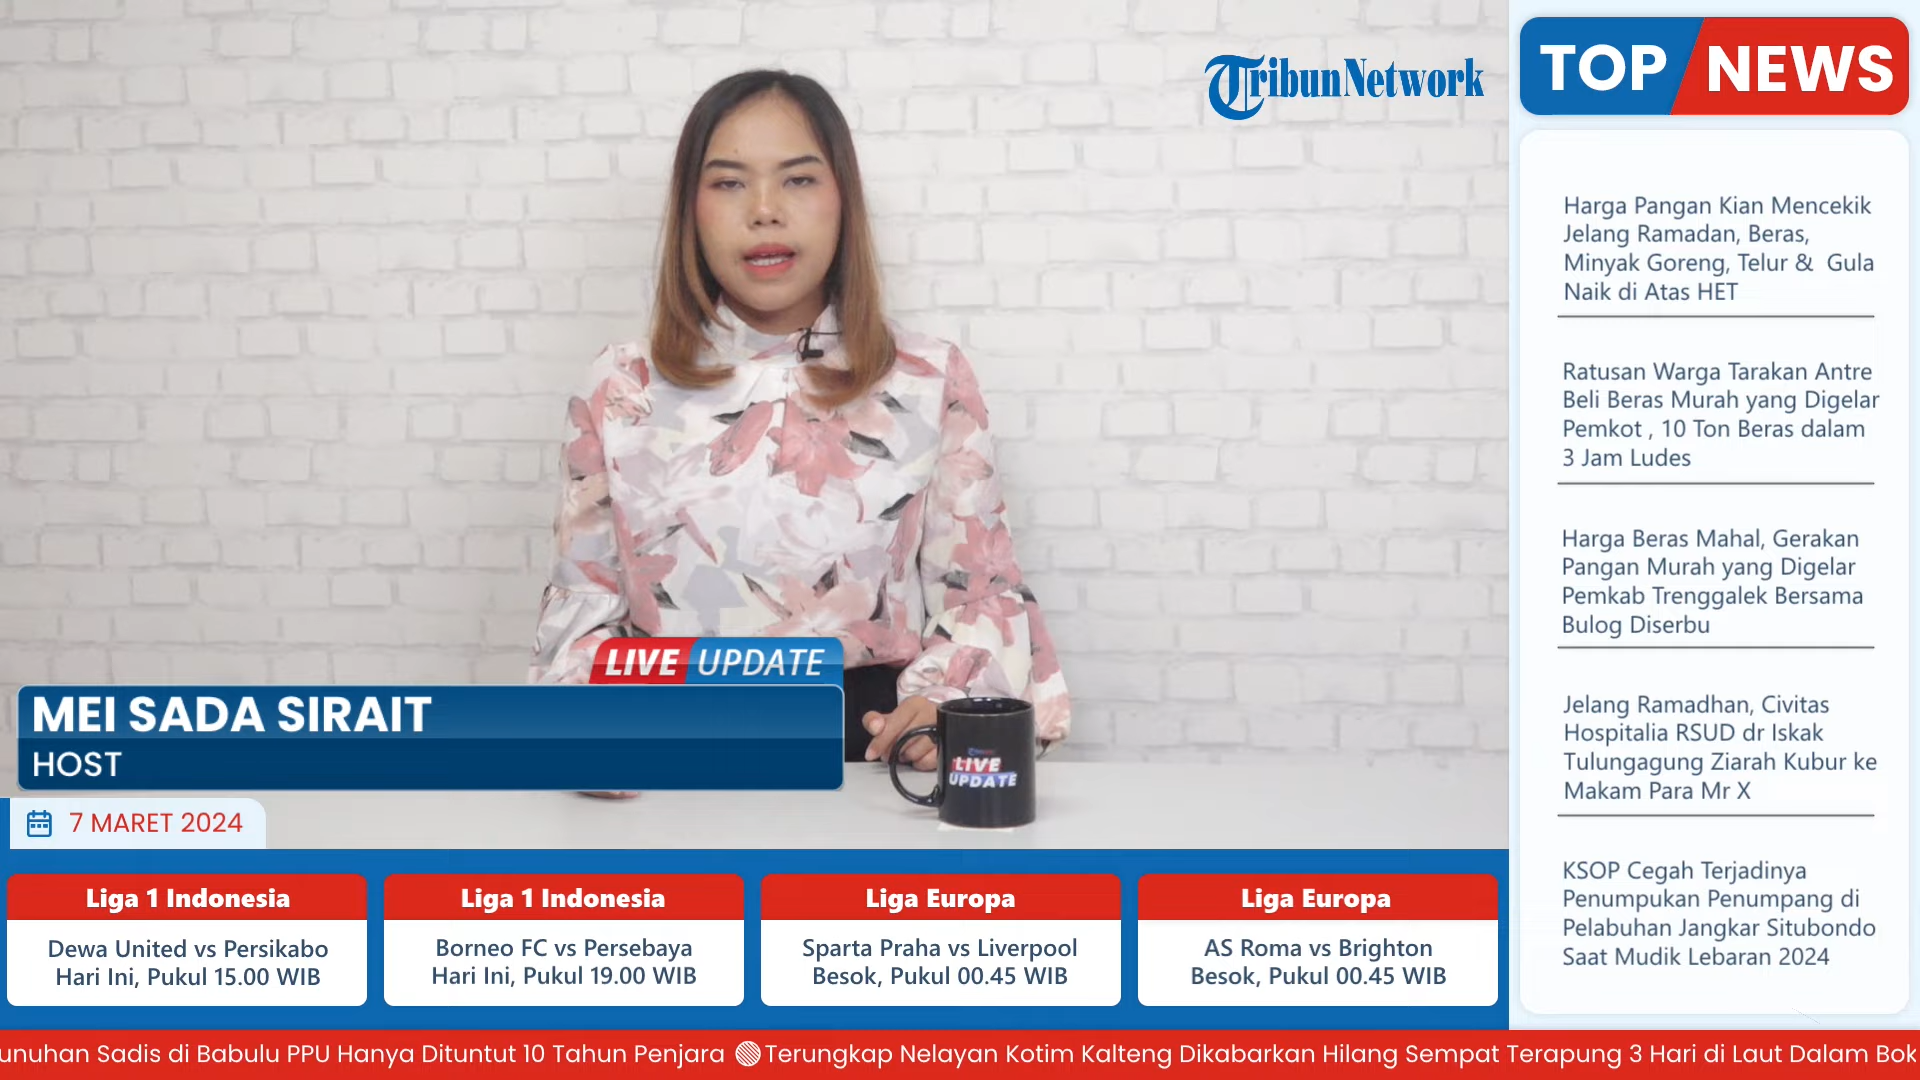 TribunNetwork
TOP NEWS
Harga Pangan Kian Mencekik
Jelang Ramadan, Beras,
Minyak Goreng, Telur & Gula
Naik di Atas HET
Ratusan Warga Tarakan Antre
Beli Beras Murah yang Digelar
Pemkot , 10 Ton Beras dalam
3 Jam Ludes
Harga Beras Mahal, Gerakan
Pangan Murah yang Digelar
Pemkab Trenggalek Bersama
Bulog Diserbu
Jelang Ramadhan, Civitas
Hospitalia RSUD dr Iskak
Tulungagung Ziarah Kubur ke
Makam Para Mr X
KSOP Cegah Terjadinya
Penumpukan Penumpang di
Pelabuhan Jangkar Situbondo
Saat Mudik Lebaran 2024
LIVE UPDATE
MEI SADA SIRAIT
HOST
LIVE
UPDATE
7 MARET 2024
Liga 1 Indonesia
Dewa United vs Persikabo
Hari Ini, Pukul 15.00 WIB
Liga 1 Indonesia
Borneo FC vs Persebaya
Hari Ini, Pukul 19.00 WIB
Liga Europa
Sparta Praha vs Liverpool
Besok, Pukul 00.45 WIB
Liga Europa
AS Roma vs Brighton
Besok, Pukul 00.45 WIB
unuhan Sadis di Babulu PPU Hanya Dituntut 10 Tahun Penjara Terungkap Nelayan Kotim Kalteng Dikabarkan Hilang Sempat Terapung 3 Hari di Laut Dalam Bok